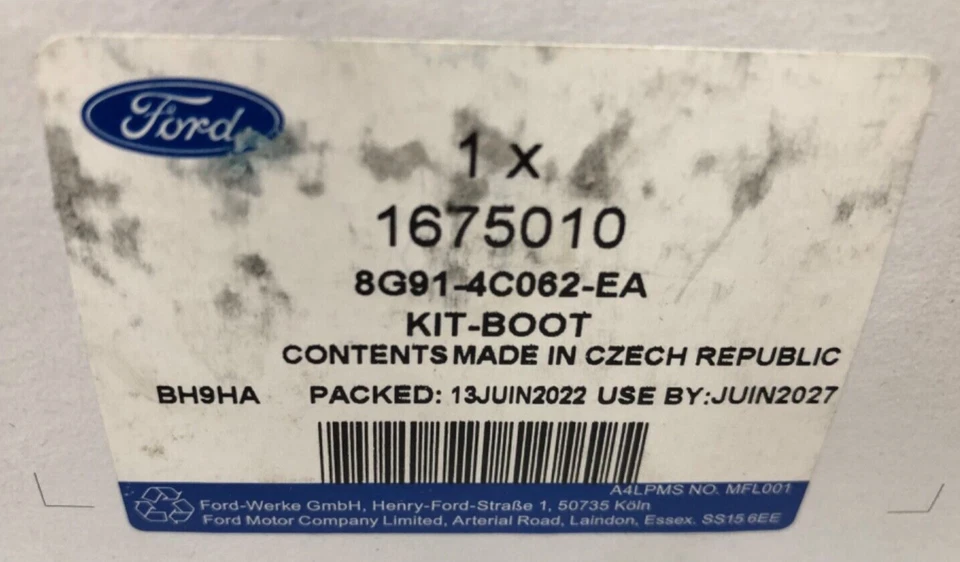 Ford
1 x
1675010
8G91-4C062-EA
KIT-BOOT
CONTENTS MADE IN CZECH REPUBLIC
BH9HA PACKED: 13JUIN2022 USE BY:JUIN2027
A4LPMS NO. MFL001
Ford-Werke GmbH, Henry-Ford-Straße 1, 50735 Köln
Ford Motor Company Limited, Arterial Road, Laindon, Essex. SS15 6EE